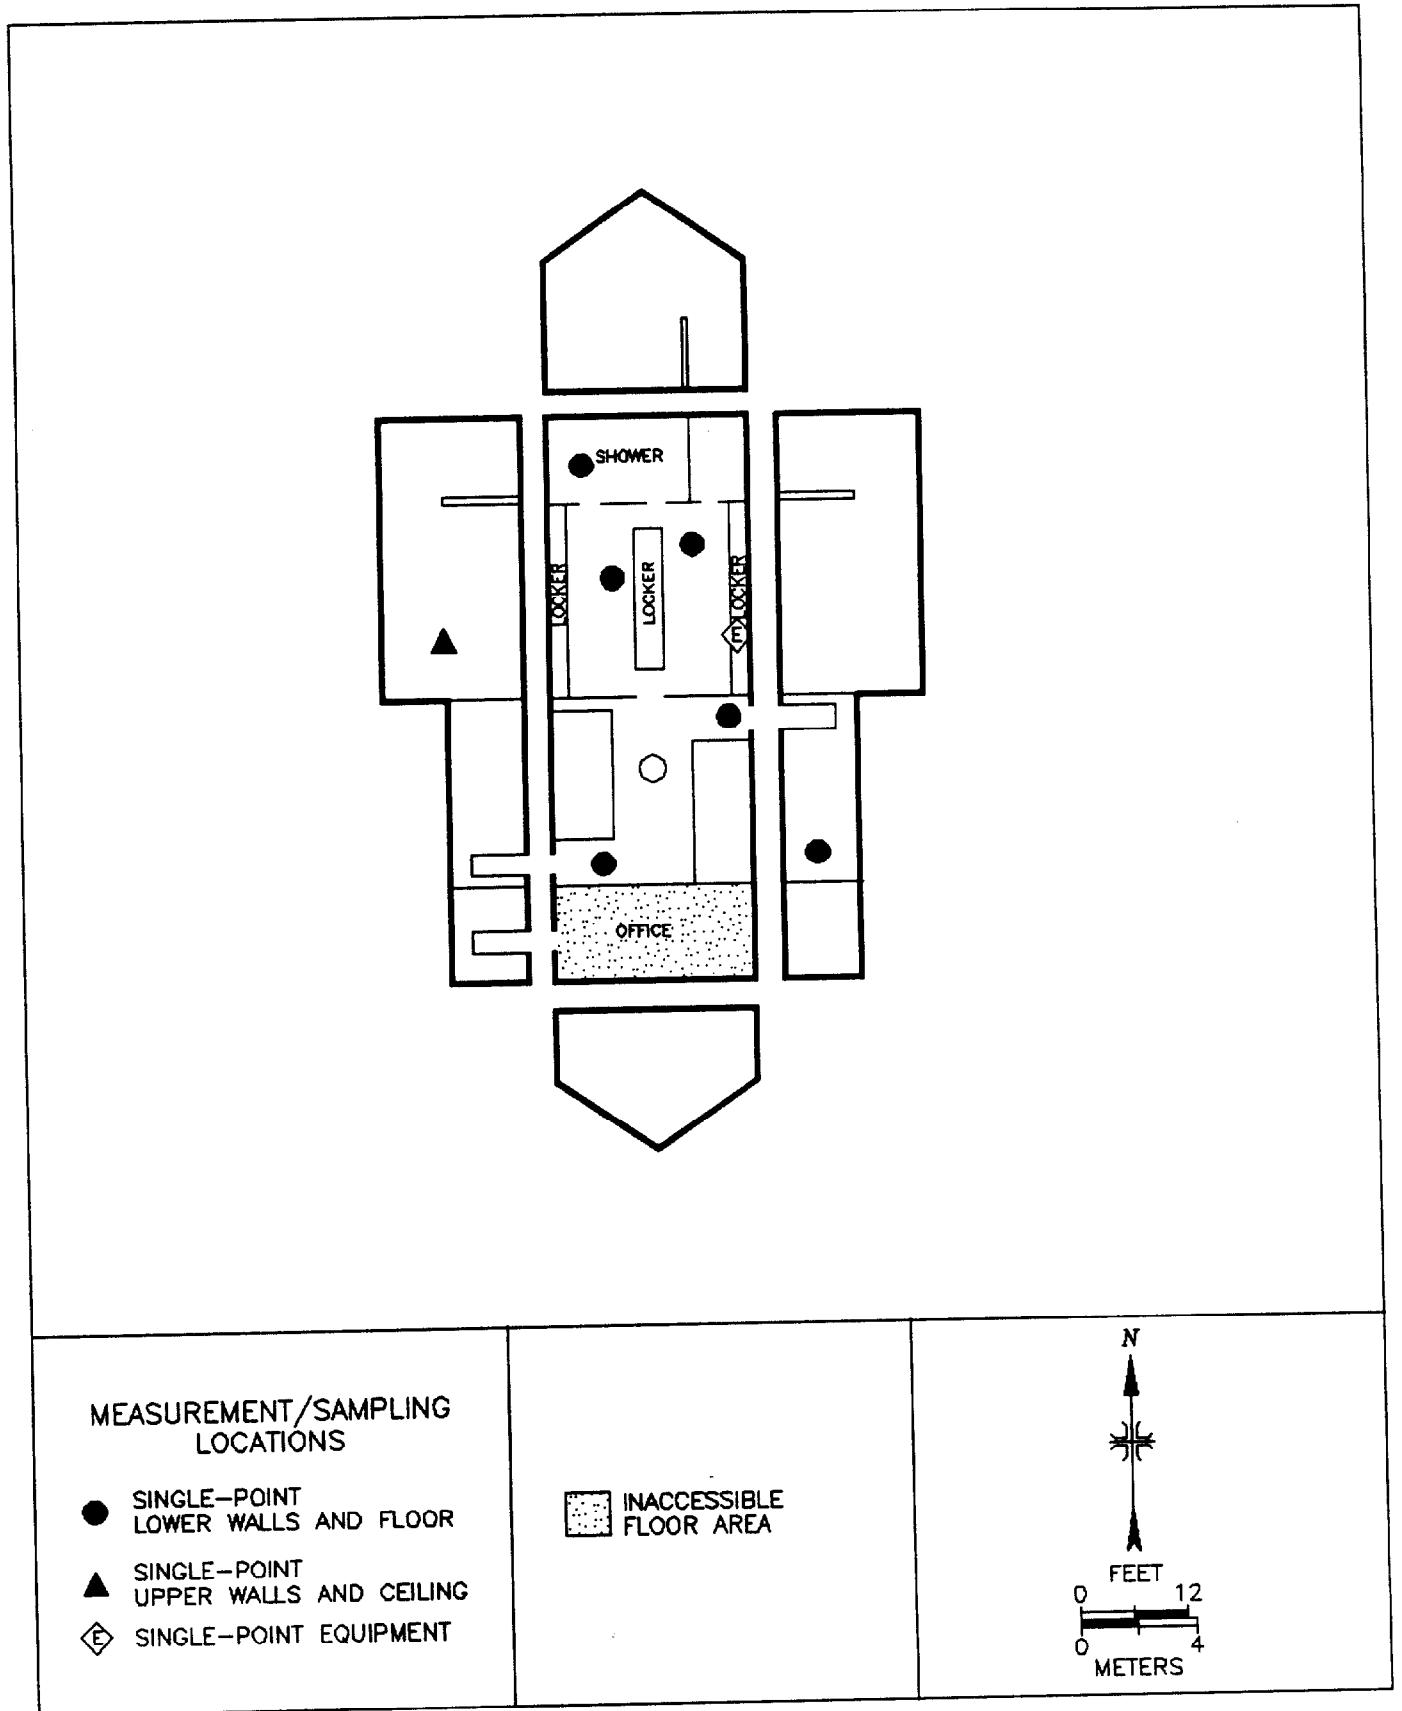 SHOWER
LOCKER
LOCKER
LOCKER
E
OFFICE
MEASUREMENT/SAMPLING
LOCATIONS
SINGLE-POINT
LOWER WALLS AND FLOOR
SINGLE-POINT
UPPER WALLS AND CEILING
E SINGLE-POINT EQUIPMENT
INACCESSIBLE
FLOOR AREA
N
FEET
0 12
0 4
METERS